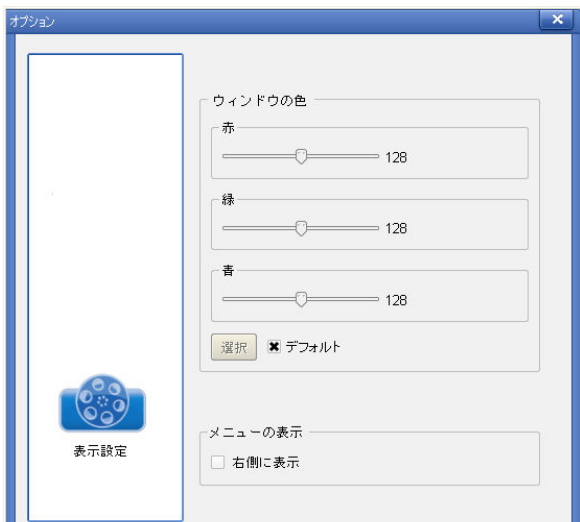 オプション
ウィンドウの色
赤
128
緑
128
青
128
選択 デフォルト
表示設定
メニューの表示
右側に表示